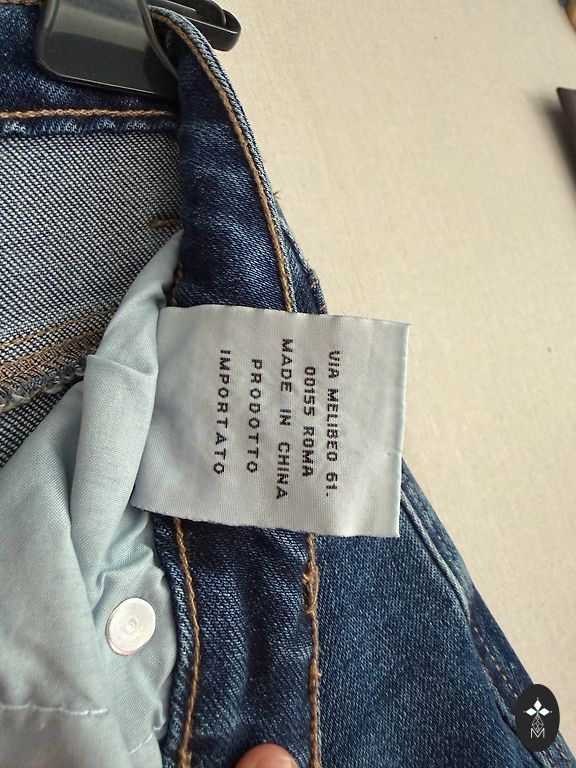 VIA MELIBEO 61.
00155 ROMA
MADE IN CHINA
PRODOTTO
IMPORTATO